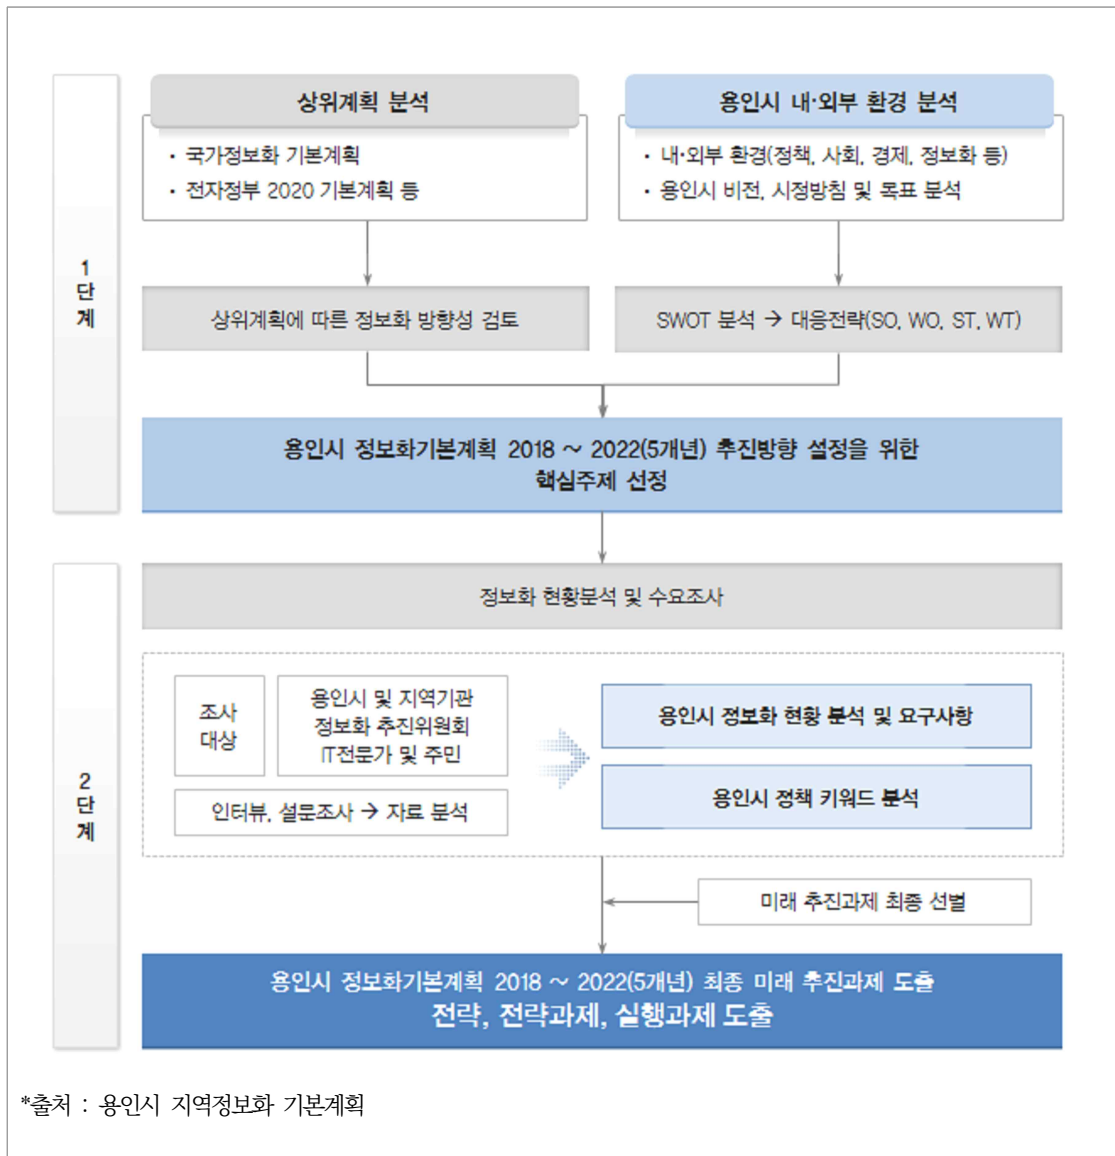 1
단
계
상위계획 분석
· 국가정보화 기본계획
· 전자정부 2020 기본계획 등
용인시 내·외부 환경 분석
· 내·외부 환경(정책, 사회, 경제, 정보화 등)
· 용인시 비전, 시정방침 및 목표 분석
상위계획에 따른 정보화 방향성 검토
SWOT 분석 → 대응전략(SO, WO, ST, WT)
용인시 정보화기본계획 2018 ~ 2022(5개년) 추진방향 설정을 위한
핵심주제 선정
2
단
계
정보화 현황분석 및 수요조사
조사
대상
용인시 및 지역기관
정보화 추진위원회
IT전문가 및 주민
인터뷰, 설문조사 → 자료 분석
용인시 정보화 현황 분석 및 요구사항
용인시 정책 키워드 분석
미래 추진과제 최종 선별
용인시 정보화기본계획 2018 ~ 2022(5개년) 최종 미래 추진과제 도출
전략, 전략과제, 실행과제 도출
*출처 : 용인시 지역정보화 기본계획